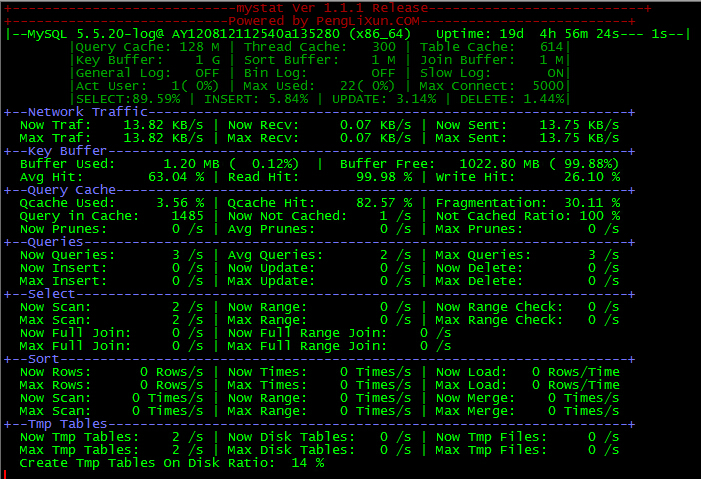 +-----------------------------mystat Ver 1.1.1 Release----------------------------+
+----------------------------Powered by PengLixun.COM--------------------------+
|--MySQL 5.5.20-log@ AY120812112540a135280 (x86_64)   Uptime: 19d  4h 56m 24s--- 1s--|
|Query Cache: 128 M | Thread Cache:   300 | Table Cache:   614|
|Key Buffer:    1 G | Sort Buffer:    1 M | Join Buffer:   1 M|
|General Log:   OFF | Bin Log:        OFF | Slow Log:       ON|
|Act User:   1( 0%) | Max Used:   22( 0%) | Max Connect:  5000|
|SELECT:89.59% | INSERT: 5.84% | UPDATE: 3.14% | DELETE: 1.44%|
+--Network Traffic----------------------------------------------------------------+
Now Traf:    13.82 KB/s | Now Recv:     0.07 KB/s | Now Sent:    13.75 KB/s
Max Traf:    13.82 KB/s | Max Recv:     0.07 KB/s | Max Sent:    13.75 KB/s
+--Key Buffer---------------------------------------------------------------------+
Buffer Used:      1.20 MB (  0.12%)  |  Buffer Free:   1022.80 MB ( 99.88%)
Avg Hit:       63.04 % | Read Hit:       99.98 % | Write Hit:      26.10 %
+--Query Cache--------------------------------------------------------------------+
Qcache Used:     3.56 % | Qcache Hit:     82.57 % | Fragmentation: 30.11 %
Query in Cache:   1485 | Now Not Cached:   1 /s | Not Cached Ratio: 100 %
Now Prunes:      0 /s | Avg Prunes:      0 /s | Max Prunes:      0 /s
+--Queries------------------------------------------------------------------------+
Now Queries:     3 /s | Avg Queries:     2 /s | Max Queries:     3 /s
Now Insert:      0 /s | Now Update:      0 /s | Now Delete:      0 /s
Max Insert:      0 /s | Max Update:      0 /s | Max Delete:      0 /s
+--Select-------------------------------------------------------------------------+
Now Scan:        2 /s | Now Range:       0 /s | Now Range Check:  0 /s
Max Scan:        2 /s | Max Range:       0 /s | Max Range Check:  0 /s
Now Full Join:   0 /s | Now Full Range Join:    0 /s
Max Full Join:   0 /s | Max Full Range Join:    0 /s
+--Sort---------------------------------------------------------------------------+
Now Rows:      0 Rows/s | Now Times:    0 Times/s | Now Load:   0 Rows/Time
Max Rows:      0 Rows/s | Max Times:    0 Times/s | Max Load:   0 Rows/Time
Now Scan:     0 Times/s | Now Range:    0 Times/s | Now Merge:    0 Times/s
Max Scan:     0 Times/s | Max Range:    0 Times/s | Max Merge:    0 Times/s
+--Tmp Tables---------------------------------------------------------------------+
Now Tmp Tables:  2 /s | Now Disk Tables:  0 /s | Now Tmp Files:    0 /s
Max Tmp Tables:  2 /s | Max Disk Tables:  0 /s | Max Tmp Files:    0 /s
Create Tmp Tables On Disk Ratio:  14 %